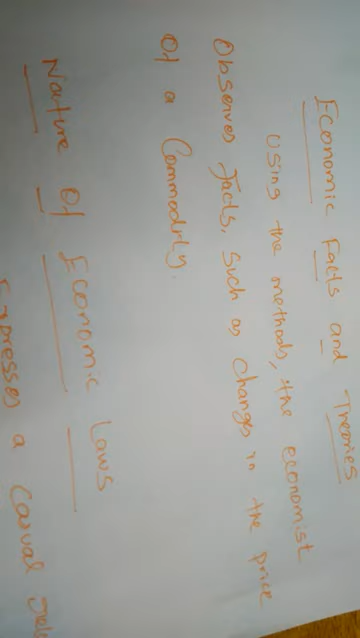 Economic Facts and Theories
Using the methods, the economist
Observes facts, such as changes in the price
Of a Commodity.
Nature Of Economic Laws
Expresses a Casual